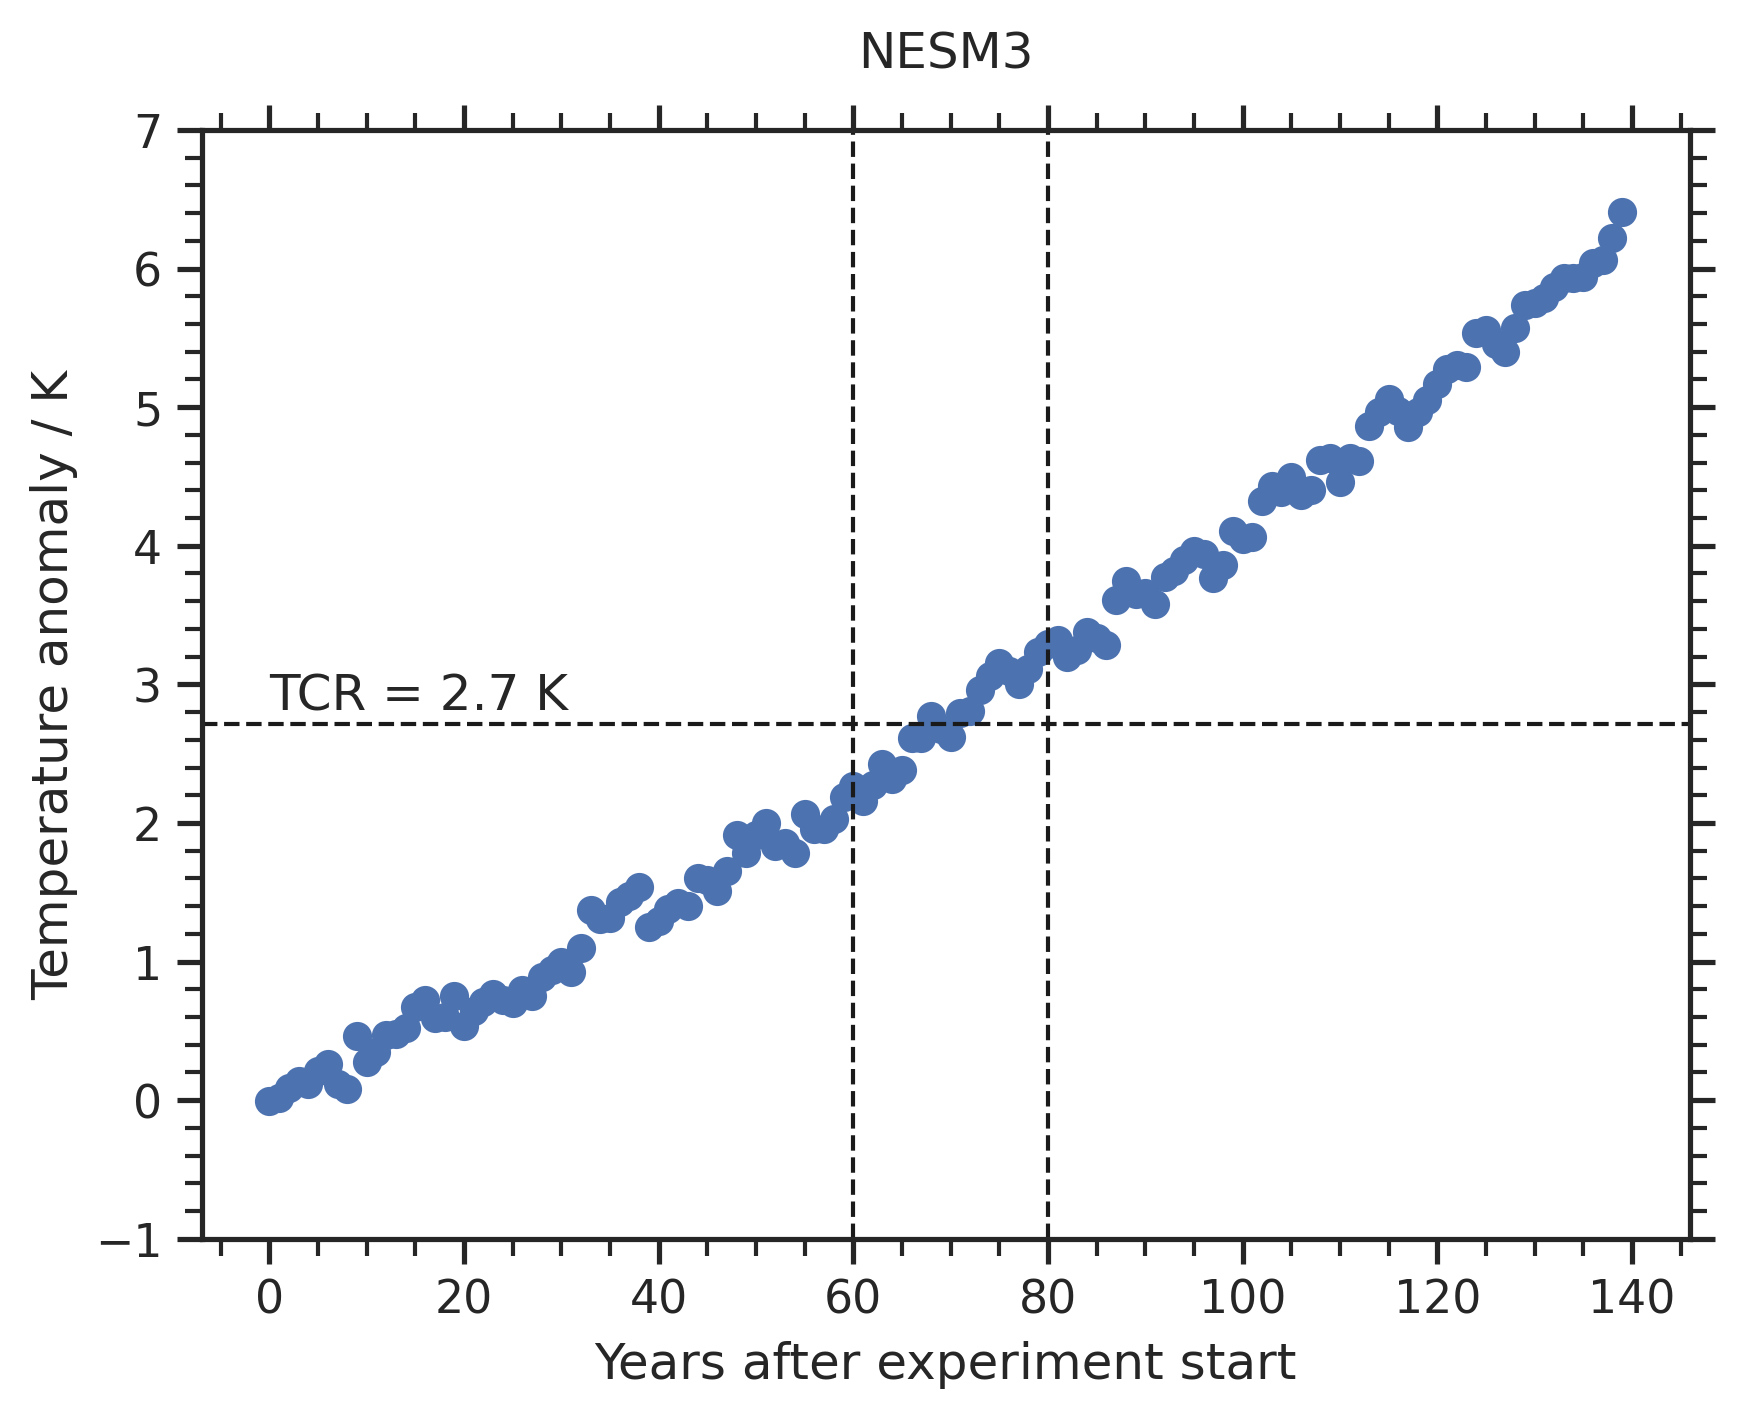 NESM3
7
6
5
4
3
2
1
0
−1
Temperature anomaly / K
TCR = 2.7 K
0 20 40 60 80 100 120 140
Years after experiment start